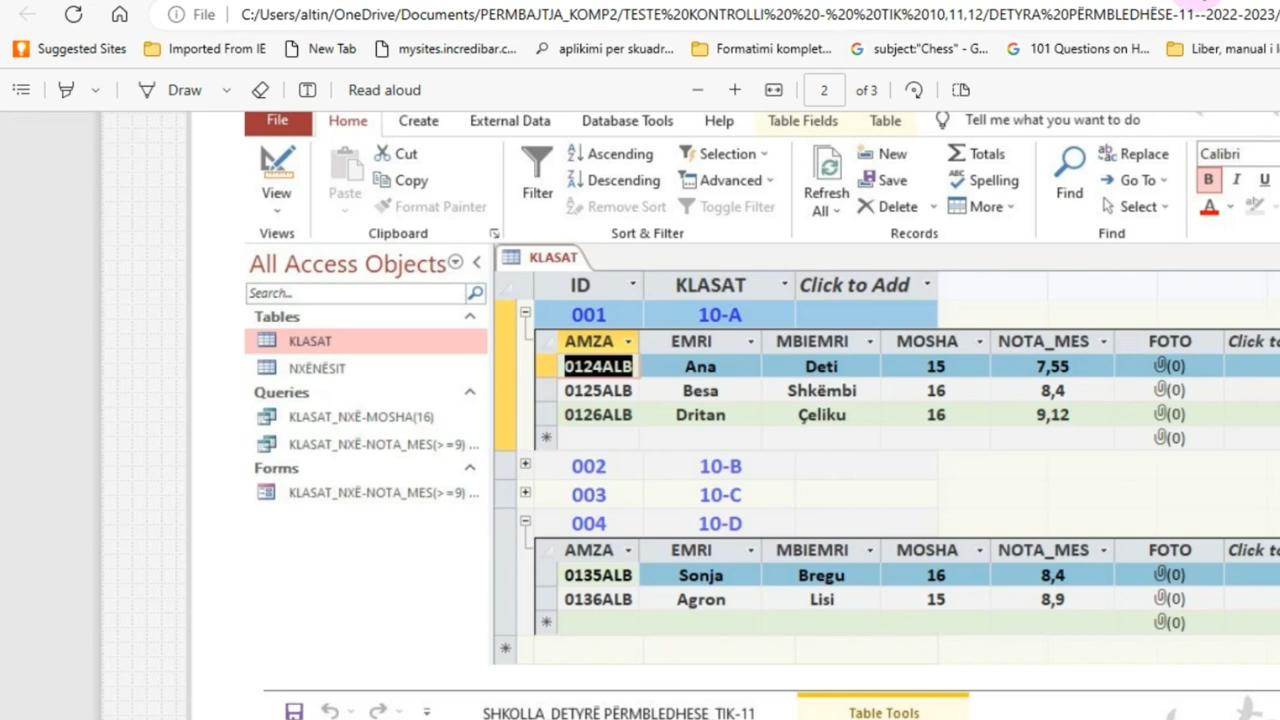 File C:/Users/altin/OneDrive/Documents/PERMBAJTJA_KOMP2/TESTE%20KONTROLLI%20%20-%20%20TIK%2010,11,12/DETYRA%20PËRMBLEDHËSE-11--2022-2023/
Suggested Sites Imported From IE New Tab mysites.incredibar.c... aplikimi per skuadr... Formatimi komplet... subject:"Chess" - G... 101 Questions on H... Liber, manual i l
Draw Read aloud 2 of 3
File Home Create External Data Database Tools Help Table Fields Table Tell me what you want to do
Cut Ascending Selection New Totals Replace Calibri
View Paste Copy Filter Descending Advanced Refresh All Save Spelling Find Go To B I U
Format Painter Remove Sort Toggle Filter Delete More Select A ab
Views Clipboard Sort & Filter Records Find
All Access Objects KLASAT
Search...
ID KLASAT Click to Add
Tables 001 10-A
KLASAT AMZA EMRI MBIEMRI MOSHA NOTA_MES FOTO Click to
NXËNËSIT 0124ALB Ana Deti 15 7,55 (0)
Queries 0125ALB Besa Shkëmbi 16 8,4 (0)
KLASAT_NXË-MOSHA(16) 0126ALB Dritan Çeliku 16 9,12 (0)
KLASAT_NXË-NOTA_MES(>=9) ... (0)
Forms 002 10-B
KLASAT_NXË-NOTA_MES(>=9) ... 003 10-C
004 10-D
AMZA EMRI MBIEMRI MOSHA NOTA_MES FOTO Click to
0135ALB Sonja Bregu 16 8,4 (0)
0136ALB Agron Lisi 15 8,9 (0)
(0)
SHKOLLA_DETYRË PËRMBLEDHESE_TIK-11 Table Tools